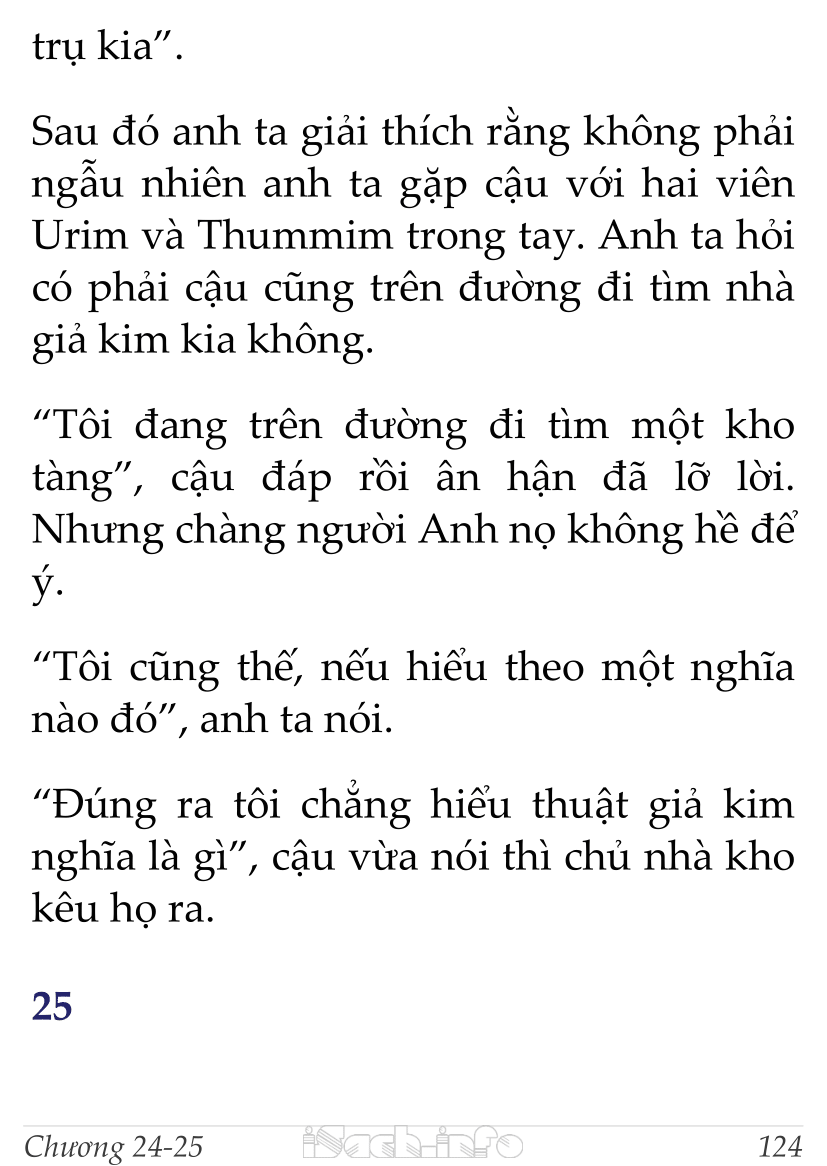 trụ kia”.
Sau đó anh ta giải thích rằng không phải
ngẫu nhiên anh ta gặp cậu với hai viên
Urim và Thummim trong tay. Anh ta hỏi
có phải cậu cũng trên đường đi tìm nhà
giả kim kia không.
“Tôi đang trên đường đi tìm một kho
tàng”, cậu đáp rồi ân hận đã lỡ lời.
Nhưng chàng người Anh nọ không hề để
ý.
“Tôi cũng thế, nếu hiểu theo một nghĩa
nào đó”, anh ta nói.
“Đúng ra tôi chẳng hiểu thuật giả kim
nghĩa là gì”, cậu vừa nói thì chủ nhà kho
kêu họ ra.
25
Chương 24-25 iSach.info 124